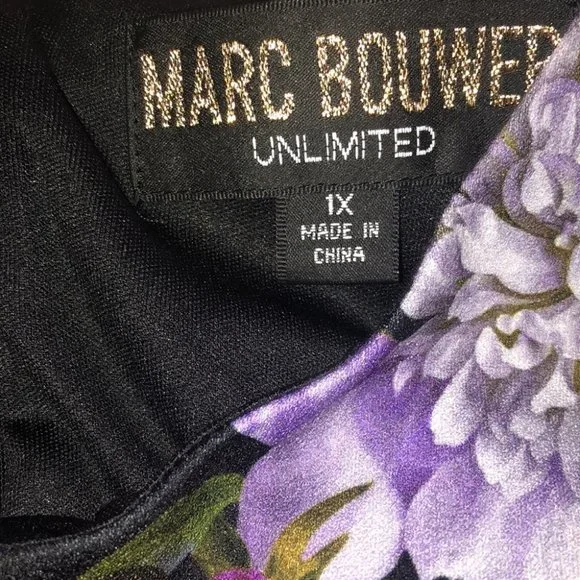 MARC BOUWER
UNLIMITED
1X
MADE IN
CHINA